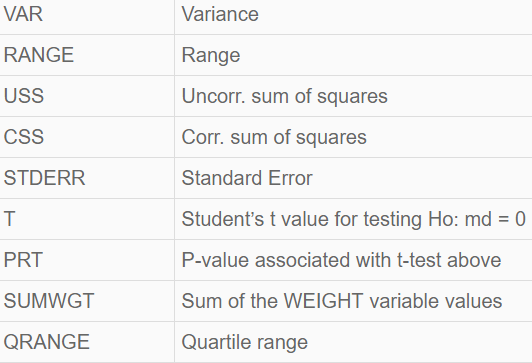 VAR Variance
RANGE Range
USS Uncorr. sum of squares
CSS Corr. sum of squares
STDERR Standard Error
T Student’s t value for testing Ho: md = 0
PRT P-value associated with t-test above
SUMWGT Sum of the WEIGHT variable values
QRANGE Quartile range